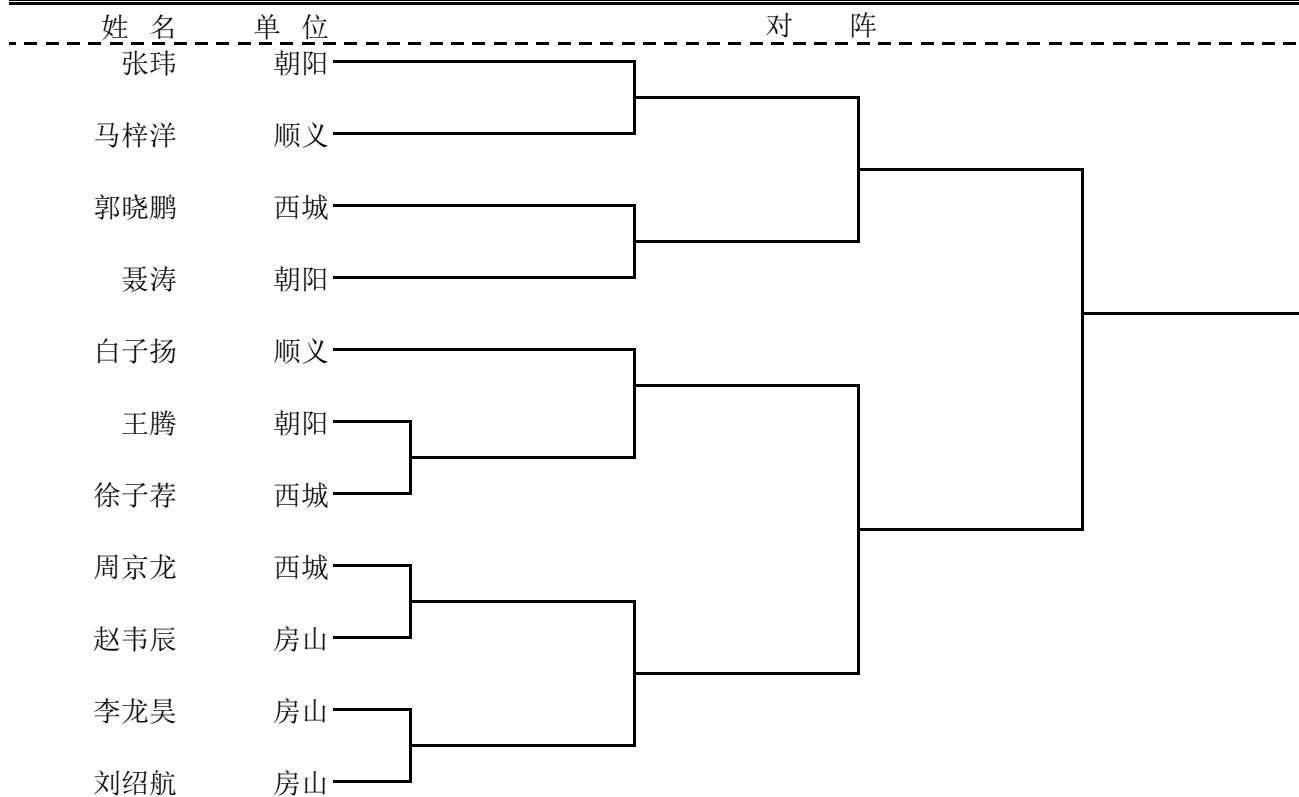 姓 名 单 位 对 阵
张玮 朝阳
马梓洋 顺义
郭晓鹏 西城
聂涛 朝阳
白子扬 顺义
王腾 朝阳
徐子荐 西城
周京龙 西城
赵韦辰 房山
李龙昊 房山
刘绍航 房山